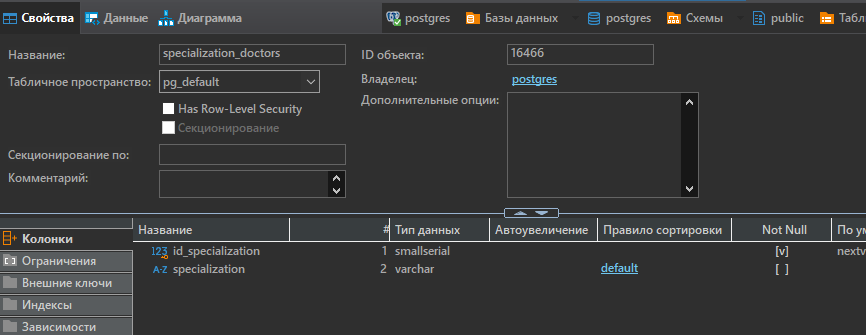 Свойства Данные Диаграмма postgres Базы данных postgres Схемы public Табл
Название: specialization_doctors ID объекта: 16466
Табличное пространство: pg_default Владелец: postgres
Has Row-Level Security Дополнительные опции:
Секционирование
Секционирование по:
Комментарий:
Название # Тип данных Автоувеличение Правило сортировки Not Null По ум
Колонки 123 id_specialization 1 smallserial [v] nextv
Ограничения A-Z specialization 2 varchar default [ ]
Внешние ключи
Индексы
Зависимости